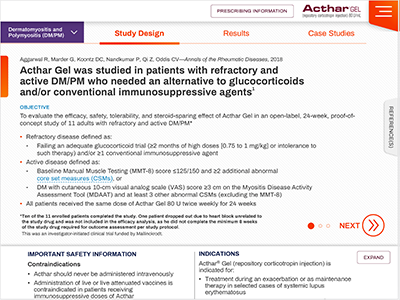 PRESCRIBING INFORMATION
Acthar GEL
(repository corticotropin injection) 80 U/mL
Dermatomyositis and
Polymyositis (DM/PM)
Study Design
Results
Case Studies
Aggarwal R, Marder G, Koontz DC, Nandkumar P, Qi Z, Oddis CV—Annals of the Rheumatic Diseases, 2018
Acthar Gel was studied in patients with refractory and
active DM/PM who needed an alternative to glucocorticoids
and/or conventional immunosuppressive agents¹
OBJECTIVE
To evaluate the efficacy, safety, tolerability, and steroid-sparing effect of Acthar Gel in an open-label, 24-week, proof-of-
concept study of 11 adults with refractory and active DM/PM*
• Refractory disease defined as:
– Failing an adequate glucocorticoid trial (≥2 months of high doses [0.75 to 1 mg/kg] or intolerance to
such therapy) and/or ≥1 conventional immunosuppressive agent
• Active disease defined as:
– Baseline Manual Muscle Testing (MMT-8) score ≤125/150 and ≥2 additional abnormal
core set measures (CSMs), or
– DM with cutaneous 10-cm visual analog scale (VAS) score ≥3 cm on the Myositis Disease Activity
Assessment Tool (MDAAT) and at least 3 other abnormal CSMs (excluding the MMT-8)
• All patients received the same dose of Acthar Gel 80 U twice weekly for 24 weeks
*Ten of the 11 enrolled patients completed the study. One patient dropped out due to heart block unrelated to
the study drug and was not included in the efficacy analysis, as he did not complete the minimum 8 weeks
of the study drug required for outcome assessment per study protocol.
This was an investigator-initiated clinical trial funded by Mallinckrodt.
NEXT
REFERENCE(S)
IMPORTANT SAFETY INFORMATION
Contraindications
• Acthar should never be administered intravenously
• Administration of live or live attenuated vaccines is
contraindicated in patients receiving
immunosuppressive doses of Acthar
INDICATIONS
EXPAND
Acthar® Gel (repository corticotropin injection) is
indicated for:
• Treatment during an exacerbation or as maintenance
therapy in selected cases of systemic lupus
erythematosus